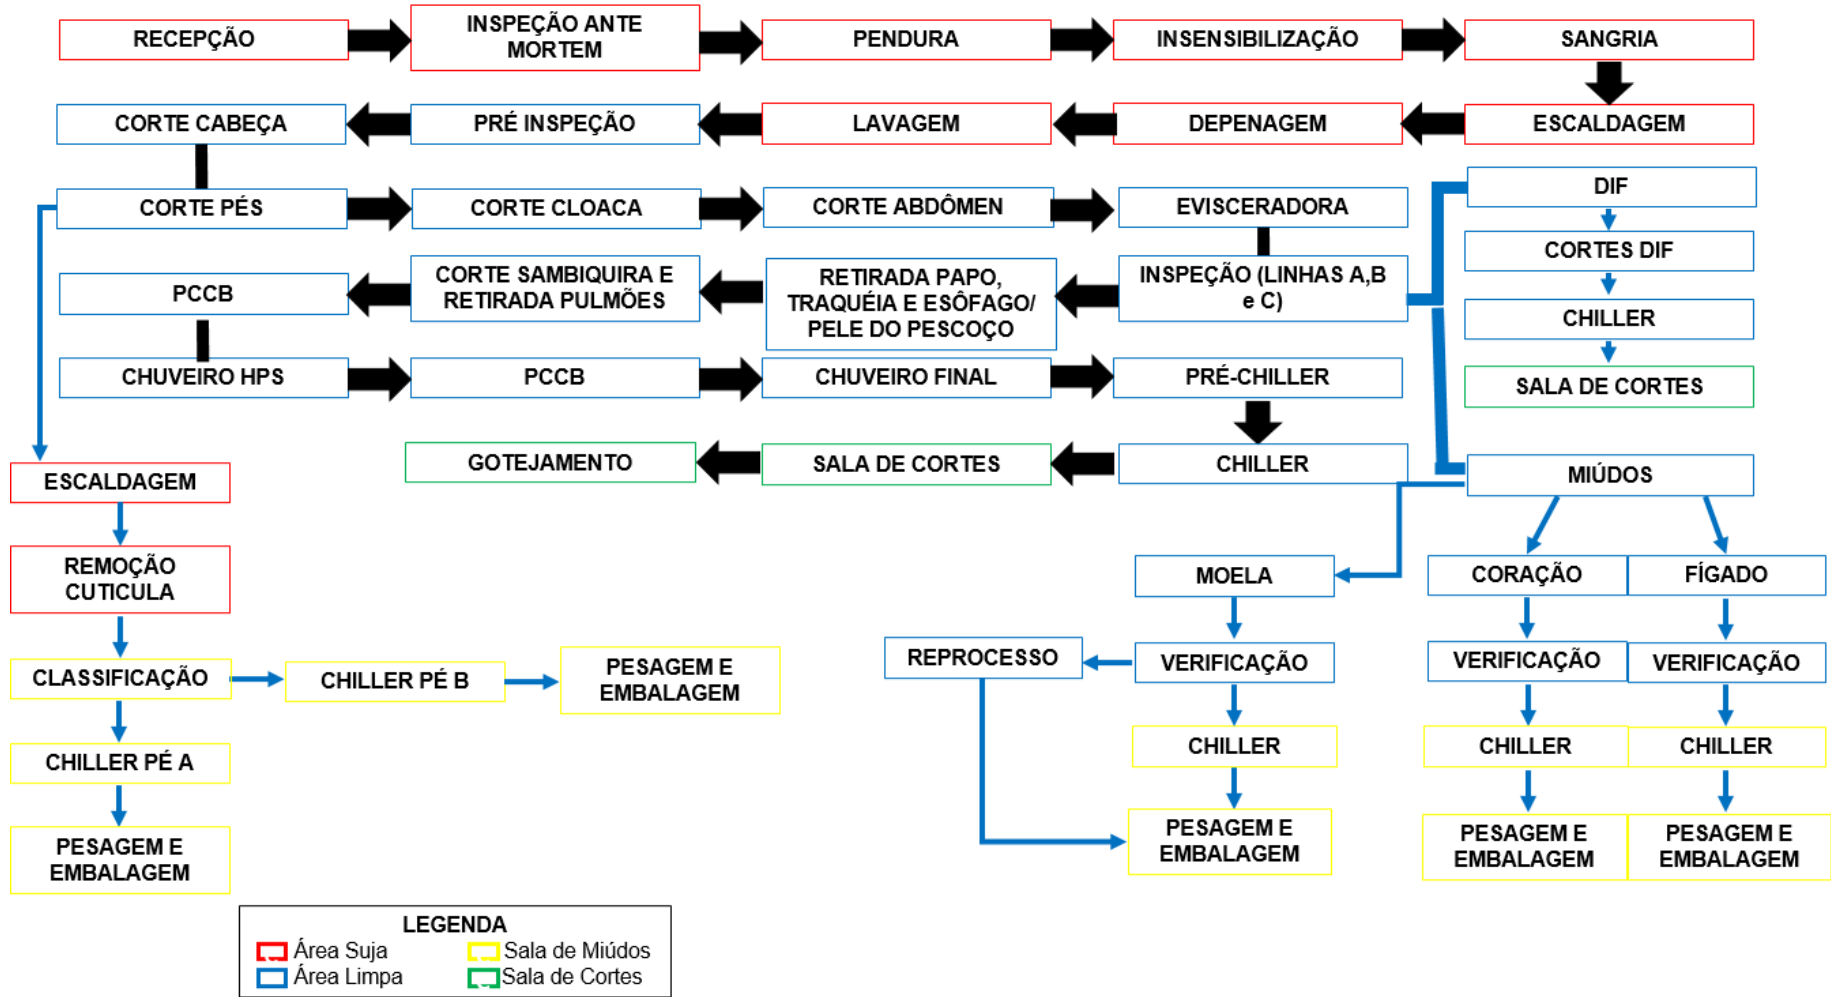 RECEPÇÃO
INSPEÇÃO ANTE
MORTEM
PENDURA
INSENSIBILIZAÇÃO
SANGRIA
CORTE CABEÇA
PRÉ INSPEÇÃO
LAVAGEM
DEPENAGEM
ESCALDAGEM
CORTE PÉS
CORTE CLOACA
CORTE ABDÔMEN
EVISCERADORA
DIF
CORTES DIF
CHILLER
SALA DE CORTES
PCCB
CORTE SAMBIQUIRA E
RETIRADA PULMÕES
RETIRADA PAPO,
TRAQUÉIA E ESÔFAGO/
PELE DO PESCOÇO
INSPEÇÃO (LINHAS A,B
e C)
CHUVEIRO HPS
PCCB
CHUVEIRO FINAL
PRÉ-CHILLER
GOTEJAMENTO
SALA DE CORTES
CHILLER
MIÚDOS
ESCALDAGEM
REMOÇÃO
CUTICULA
CLASSIFICAÇÃO
CHILLER PÉ B
PESAGEM E
EMBALAGEM
CHILLER PÉ A
PESAGEM E
EMBALAGEM
MOELA
CORAÇÃO
FÍGADO
REPROCESSO
VERIFICAÇÃO
VERIFICAÇÃO
VERIFICAÇÃO
CHILLER
CHILLER
CHILLER
PESAGEM E
EMBALAGEM
PESAGEM E
EMBALAGEM
PESAGEM E
EMBALAGEM
LEGENDA
Área Suja
Sala de Miúdos
Área Limpa
Sala de Cortes